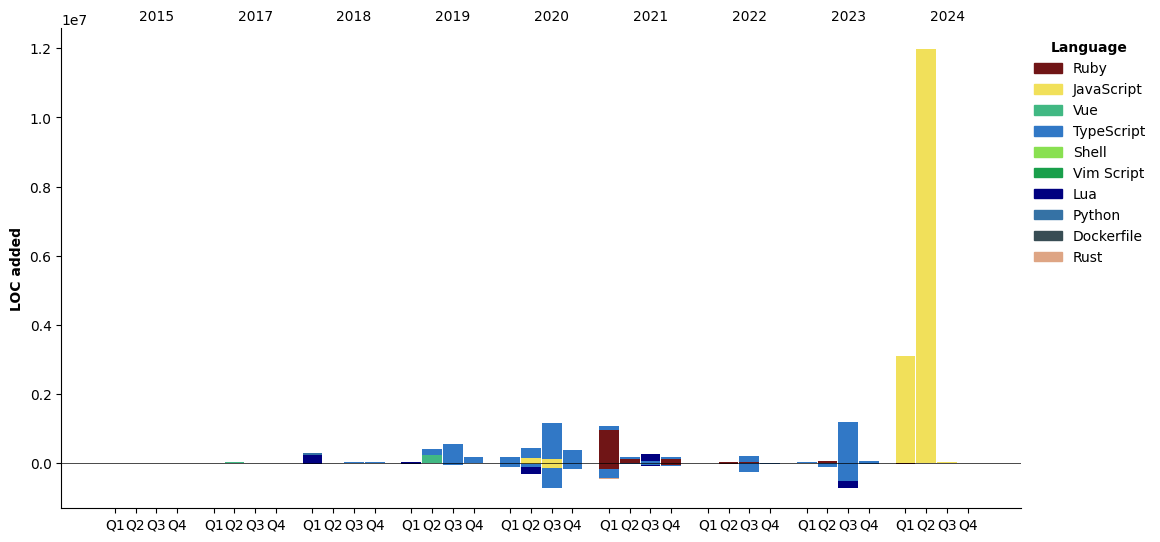 2015 2017 2018 2019 2020 2021 2022 2023 2024
1e7
1.2
1.0
0.8
0.6
0.4
0.2
0.0
LOC added
Q1 Q2 Q3 Q4 Q1 Q2 Q3 Q4 Q1 Q2 Q3 Q4 Q1 Q2 Q3 Q4 Q1 Q2 Q3 Q4 Q1 Q2 Q3 Q4 Q1 Q2 Q3 Q4 Q1 Q2 Q3 Q4 Q1 Q2 Q3 Q4
Language
Ruby
JavaScript
Vue
TypeScript
Shell
Vim Script
Lua
Python
Dockerfile
Rust